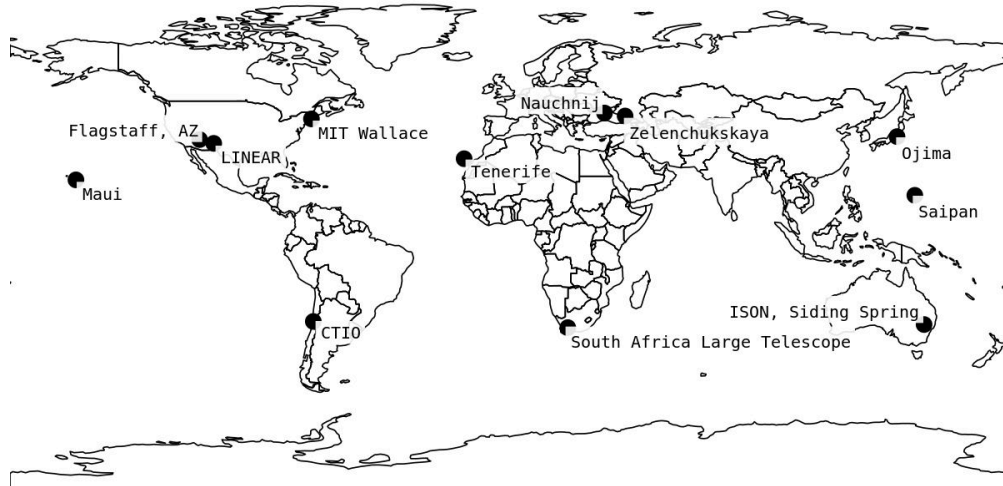 Nauchnij
Flagstaff, AZ
MIT Wallace
Zelenchukskaya
LINEAR
Ojima
Tenerife
Maui
Saipan
ISON, Siding Spring
CTIO
South Africa Large Telescope